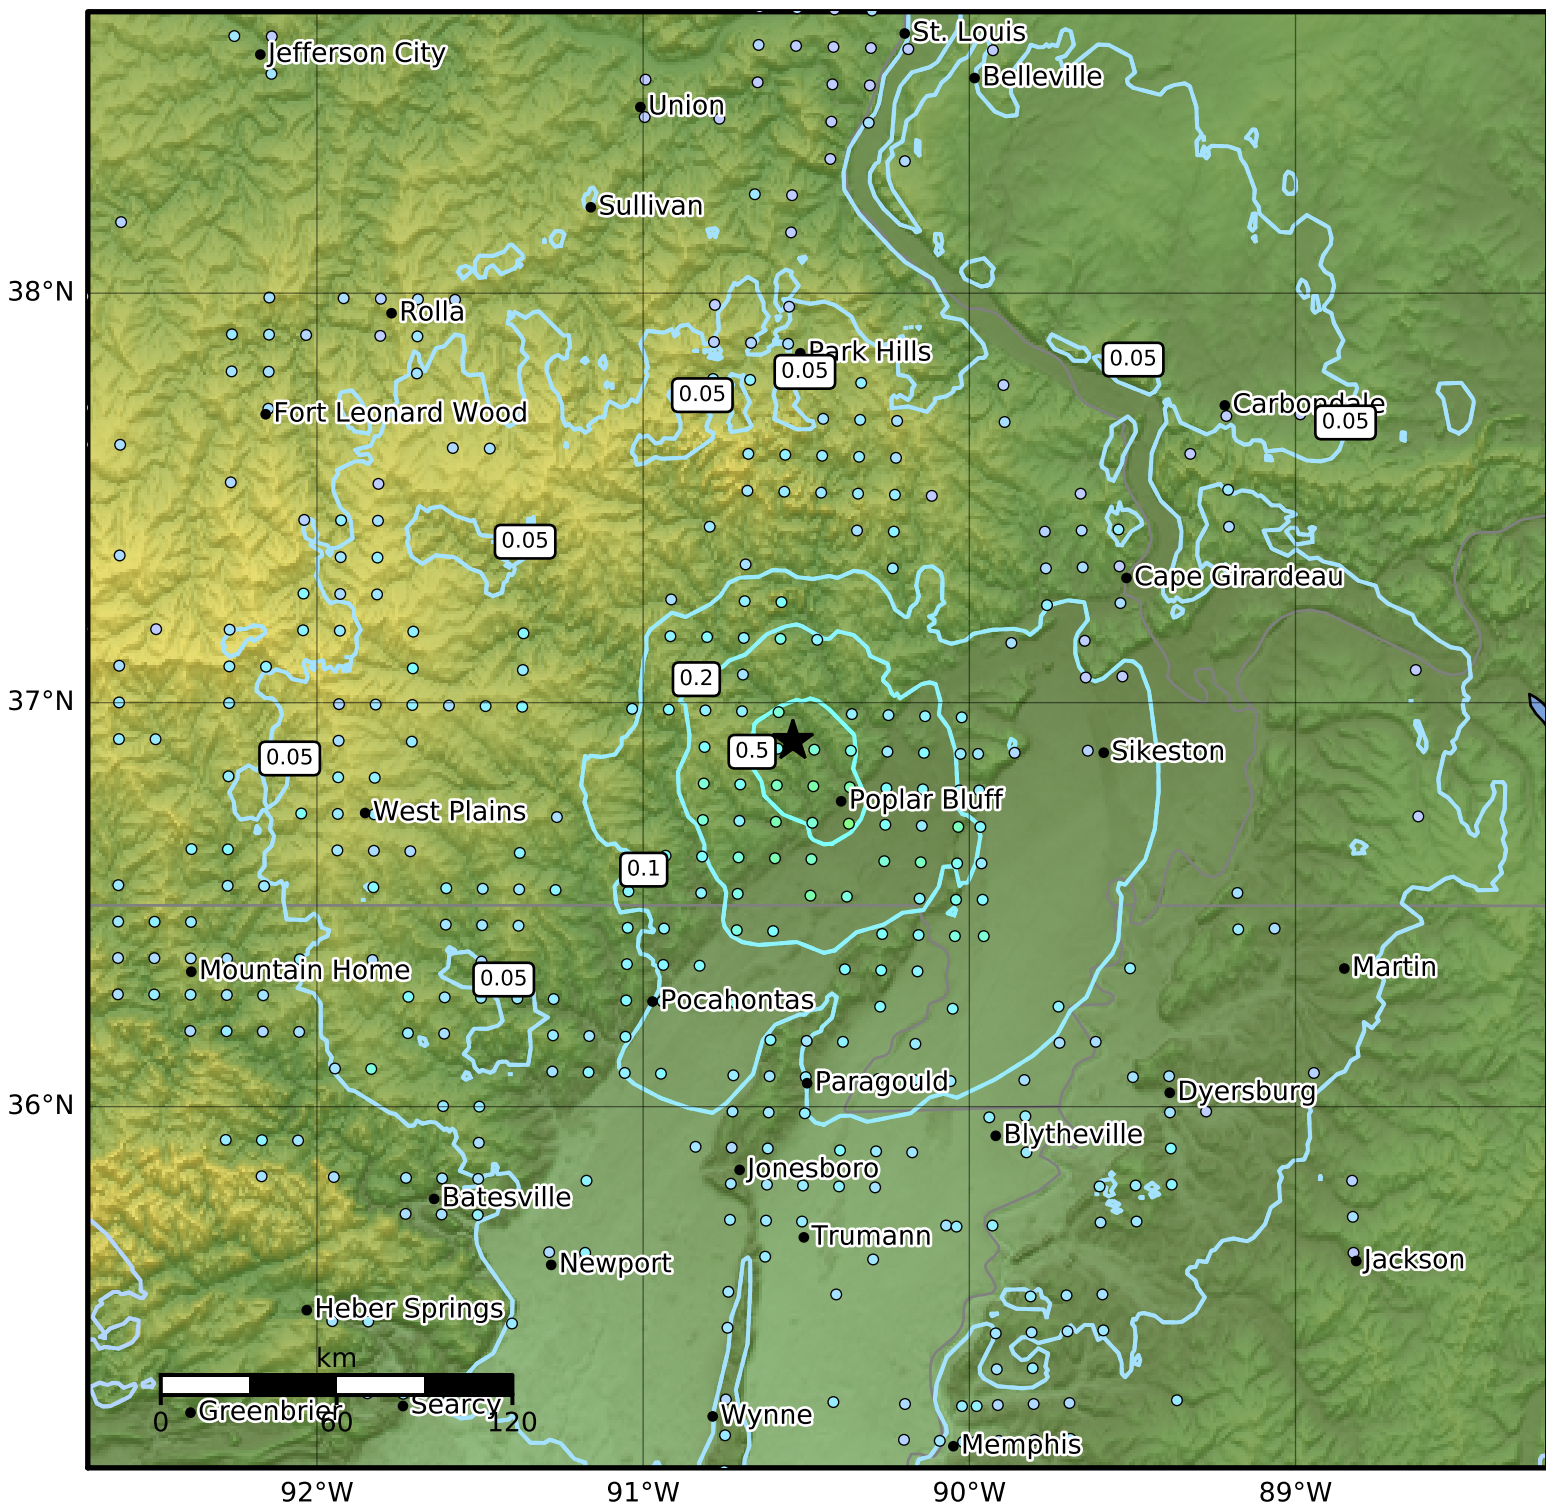 St. Louis
Jefferson City
Belleville
Union
Sullivan
38°N
Rolla
Park Hills
0.05
0.05
0.05
Carbondale
Fort Leonard Wood
0.05
0.05
Cape Girardeau
0.2
37°N
0.5
Sikeston
0.05
Poplar Bluff
West Plains
0.1
Martin
Mountain Home
0.05
Pocahontas
Paragould
Dyersburg
36°N
Blytheville
Jonesboro
Batesville
Trumann
Newport
Jackson
Heber Springs
km
Greenbrier
Searcy
Wynne
0
60
120
Memphis
92°W
91°W
90°W
89°W